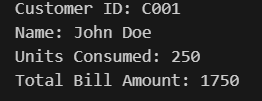 Customer ID: C001
Name: John Doe
Units Consumed: 250
Total Bill Amount: 1750